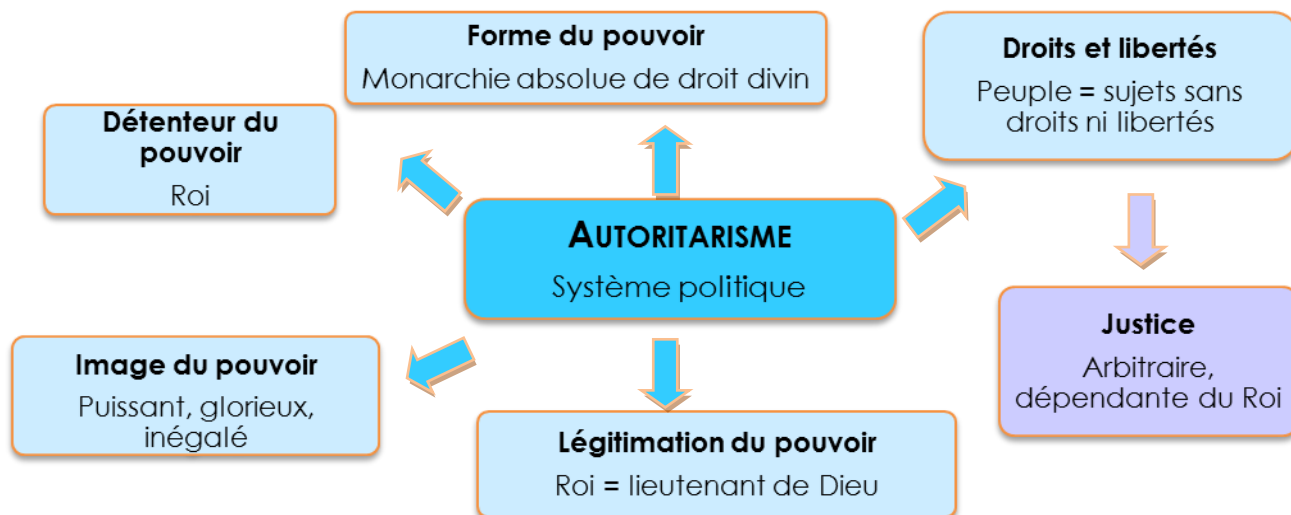 Forme du pouvoir
Monarchie absolue de droit divin
Droits et libertés
Peuple = sujets sans
droits ni libertés
Détenteur du
pouvoir
Roi
AUTORITARISME
Système politique
Justice
Arbitraire,
dépendante du Roi
Image du pouvoir
Puissant, glorieux,
inégalé
Légitimation du pouvoir
Roi = lieutenant de Dieu